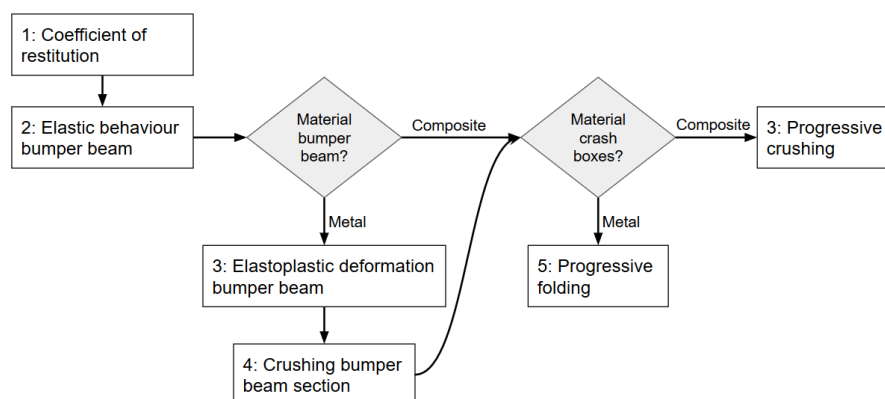 1: Coefficient of
restitution
2: Elastic behaviour
bumper beam
Material
bumper
beam?
Composite
Material
crash
boxes?
Composite
3: Progressive
crushing
Metal
Metal
3: Elastoplastic deformation
bumper beam
5: Progressive
folding
4: Crushing bumper
beam section